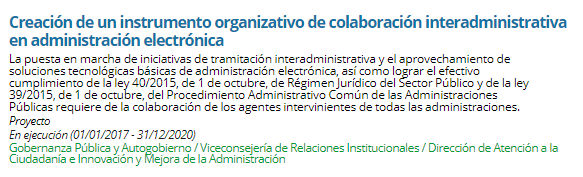 Creación de un instrumento organizativo de colaboración interadministrativa
en administración electrónica
La puesta en marcha de iniciativas de tramitación interadministrativa y el aprovechamiento de
soluciones tecnológicas básicas de administración electrónica, así como lograr el efectivo
cumplimiento de la ley 40/2015, de 1 de octubre, de Régimen Jurídico del Sector Público y de la ley
39/2015, de 1 de octubre, del Procedimiento Administrativo Común de las Administraciones
Públicas requiere de la colaboración de los agentes intervinientes de todas las administraciones.
Proyecto
En ejecución (01/01/2017 - 31/12/2020)
Gobernanza Pública y Autogobierno / Viceconsejería de Relaciones Institucionales / Dirección de Atención a la
Ciudadanía e Innovación y Mejora de la Administración